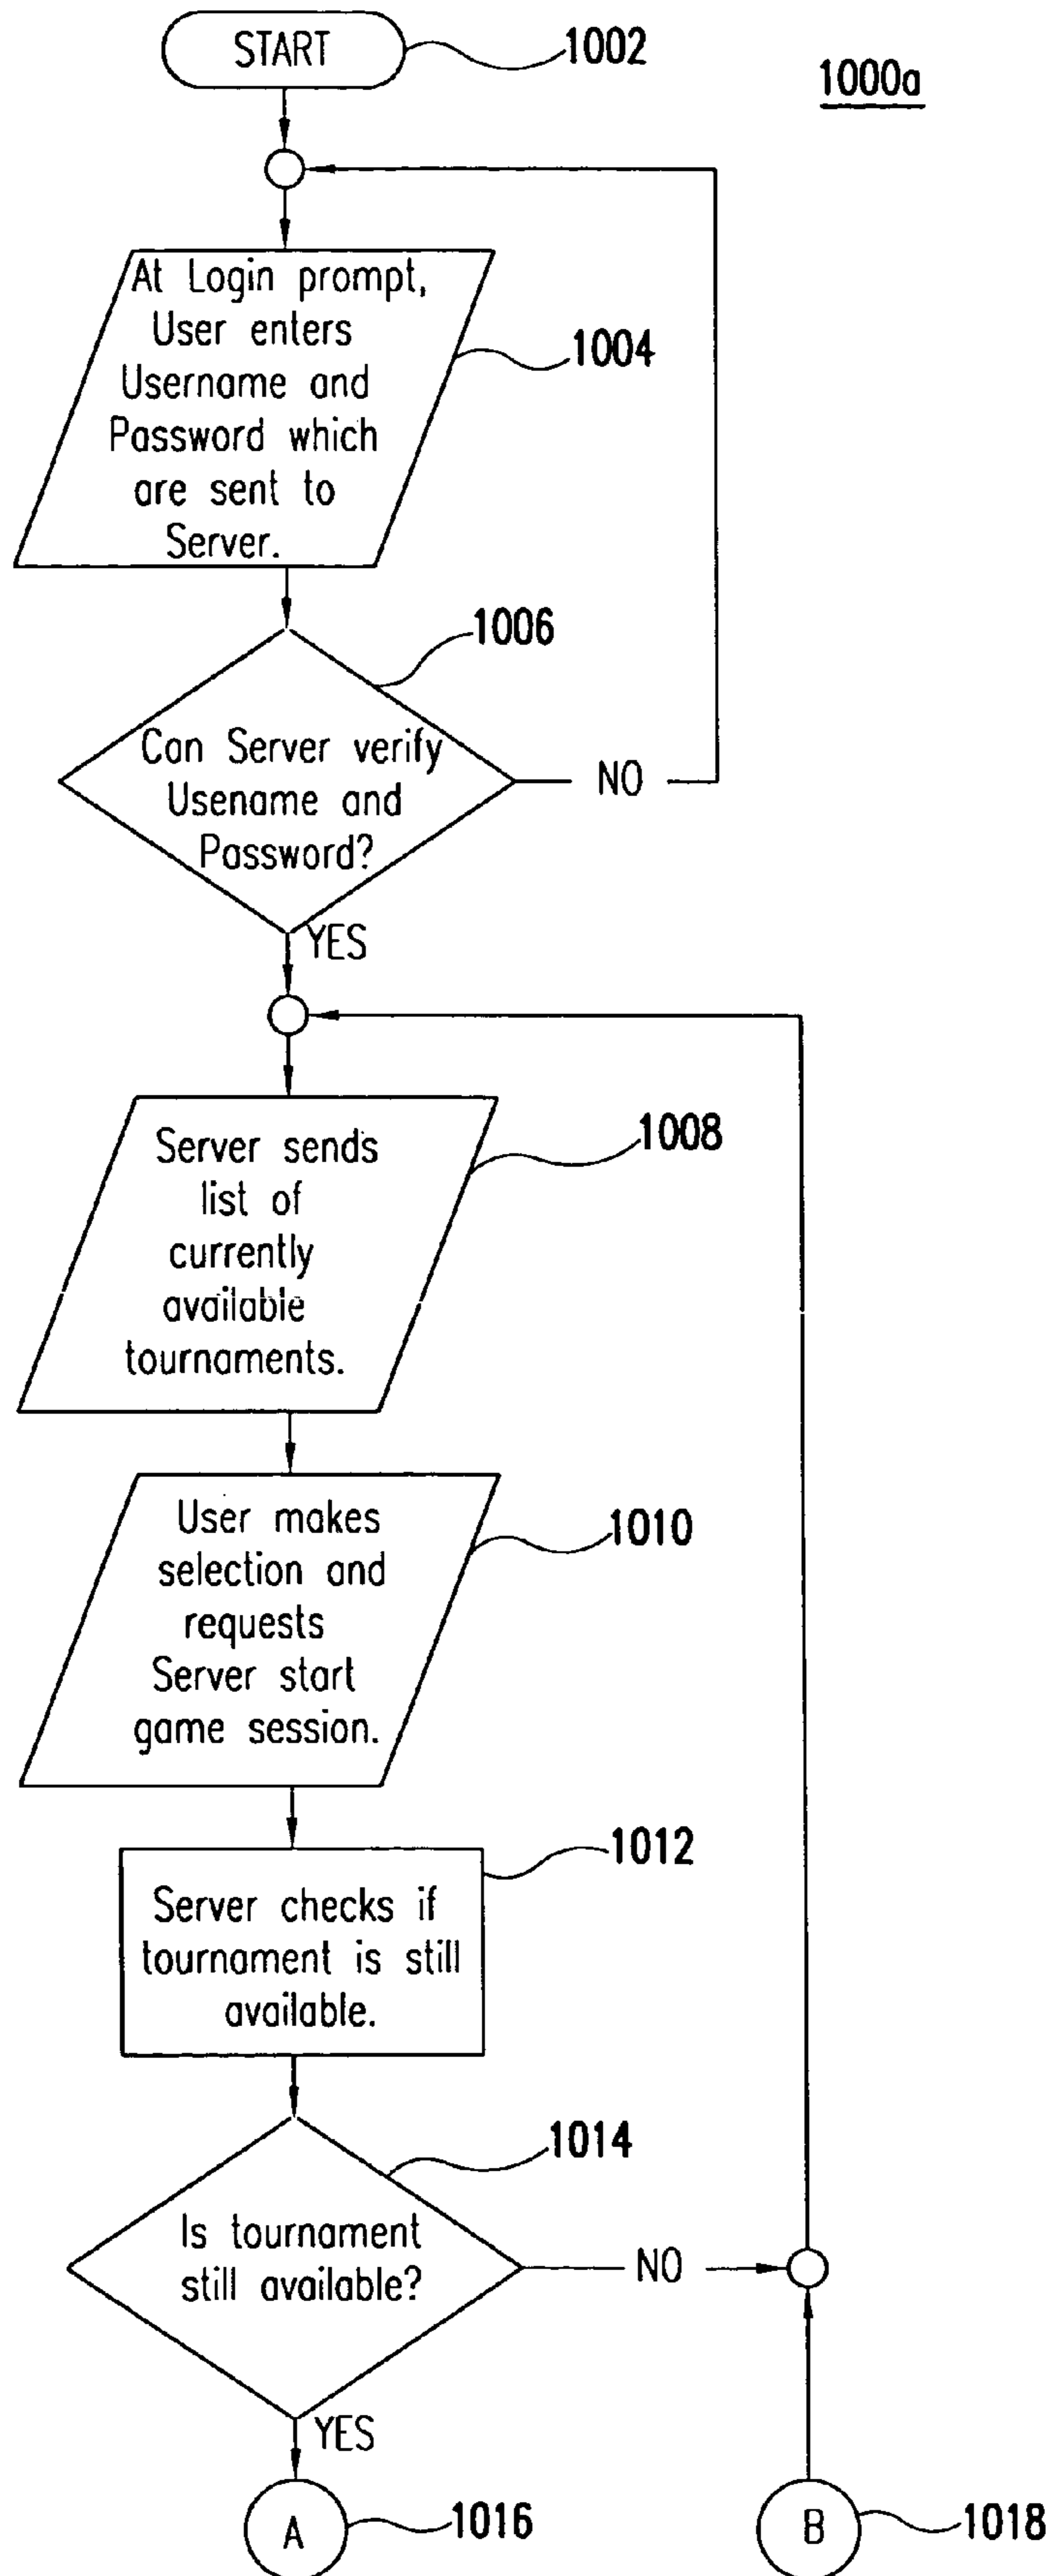 START
1002
1000a
At Login prompt,
User enters
Username and
Password which
are sent to
Server.
1004
1006
Can Server verify
Usename and
Password?
NO
YES
Server sends
list of
currently
available
tournaments.
1008
User makes
selection and
requests
Server start
game session.
1010
1012
Server checks if
tournament is still
available.
1014
Is tournament
still available?
NO
YES
A
1016
B
1018